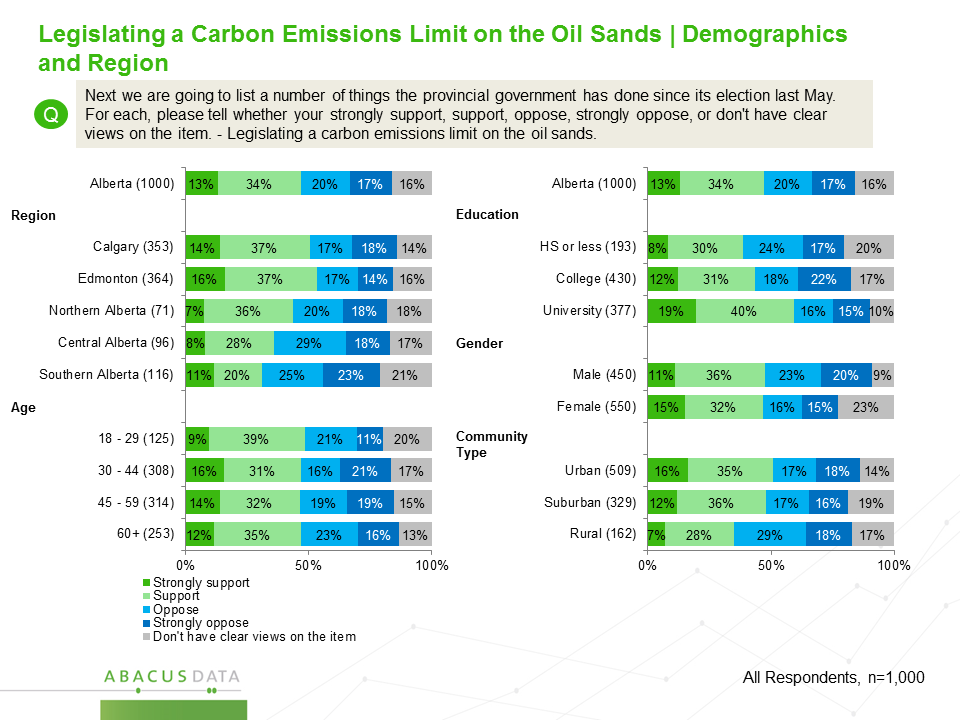 Legislating a Carbon Emissions Limit on the Oil Sands | Demographics
and Region
Q
Next we are going to list a number of things the provincial government has done since its election last May.
For each, please tell whether your strongly support, support, oppose, strongly oppose, or don't have clear
views on the item. - Legislating a carbon emissions limit on the oil sands.
Alberta (1000) 13% 34% 20% 17% 16%
Region
Calgary (353) 14% 37% 17% 18% 14%
Edmonton (364) 16% 37% 17% 14% 16%
Northern Alberta (71) 7% 36% 20% 18% 18%
Central Alberta (96) 8% 28% 29% 18% 17%
Southern Alberta (116) 11% 20% 25% 23% 21%
Age
18 - 29 (125) 9% 39% 21% 11% 20%
30 - 44 (308) 16% 31% 16% 21% 17%
45 - 59 (314) 14% 32% 19% 19% 15%
60+ (253) 12% 35% 23% 16% 13%
0% 50% 100%
Strongly support
Support
Oppose
Strongly oppose
Don't have clear views on the item
Alberta (1000) 13% 34% 20% 17% 16%
Education
HS or less (193) 8% 30% 24% 17% 20%
College (430) 12% 31% 18% 22% 17%
University (377) 19% 40% 16% 15% 10%
Gender
Male (450) 11% 36% 23% 20% 9%
Female (550) 15% 32% 16% 15% 23%
Community
Type
Urban (509) 16% 35% 17% 18% 14%
Suburban (329) 12% 36% 17% 16% 19%
Rural (162) 7% 28% 29% 18% 17%
0% 50% 100%
ABACUS DATA
All Respondents, n=1,000